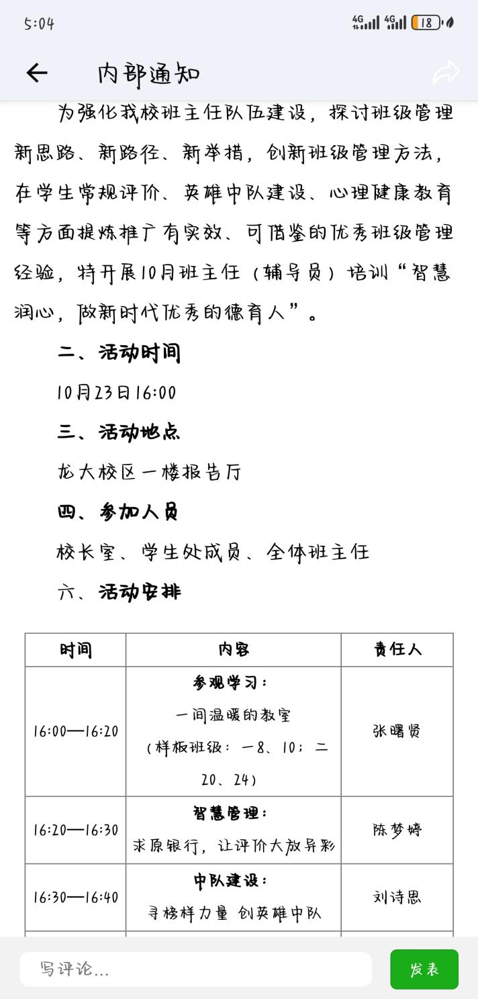 5:04
4G 4G 18
内部通知
为强化我校班主任队伍建设，探讨班级管理
新思路、新路径、新举措，创新班级管理方法，
在学生常规评价、英雄中队建设、心理健康教育
等方面提炼推广有实效、可借鉴的优秀班级管理
经验，特开展10月班主任（辅导员）培训“智慧
润心，做新时代优秀的德育人”。
二、活动时间
10月23日16:00
三、活动地点
龙大校区一楼报告厅
四、参加人员
校长室、学生处成员、全体班主任
六、活动安排
时间 内容 责任人
参观学习：
一间温暖的教室
16:00—16:20 张曙贤
（样板班级：一8、10；二
20、24）
智慧管理：
16:20—16:30 陈梦婷
求原银行，让评价大放异彩
中队建设：
16:30—16:40 刘诗思
寻榜样力量 创英雄中队
写评论... 发表